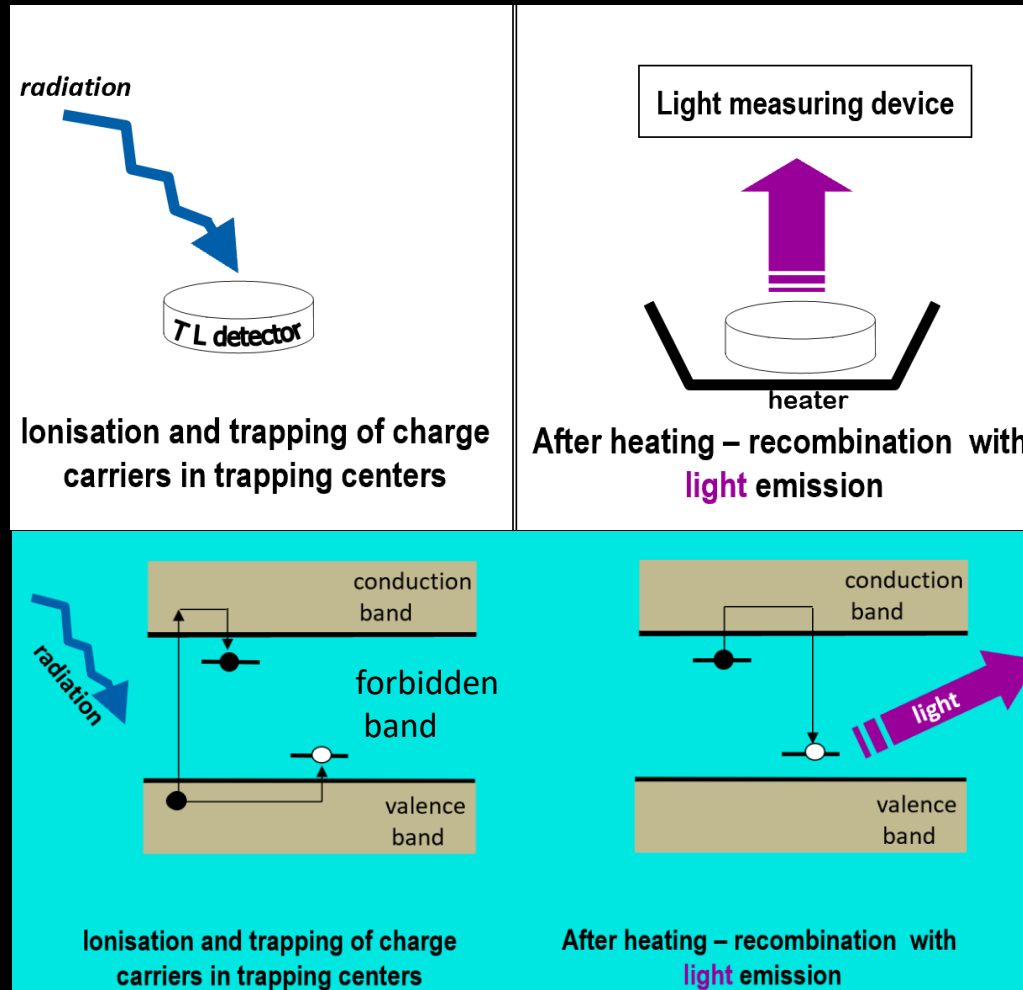 radiation
TL detector
Ionisation and trapping of charge
carriers in trapping centers
Light measuring device
heater
After heating – recombination with
light emission
radiation
conduction
band
forbidden
band
valence
band
Ionisation and trapping of charge
carriers in trapping centers
conduction
band
light
valence
band
After heating – recombination with
light emission